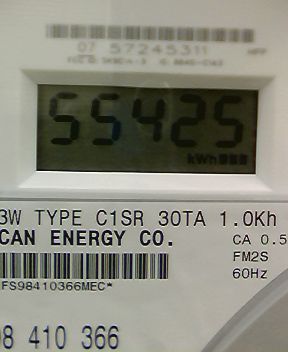 07 57245311
55425
kWh
3W TYPE C1SR 30TA 1.0Kh
CAN ENERGY CO.
CA 0.5
FM2S
60Hz
FS98410366MEC*
98 410 366